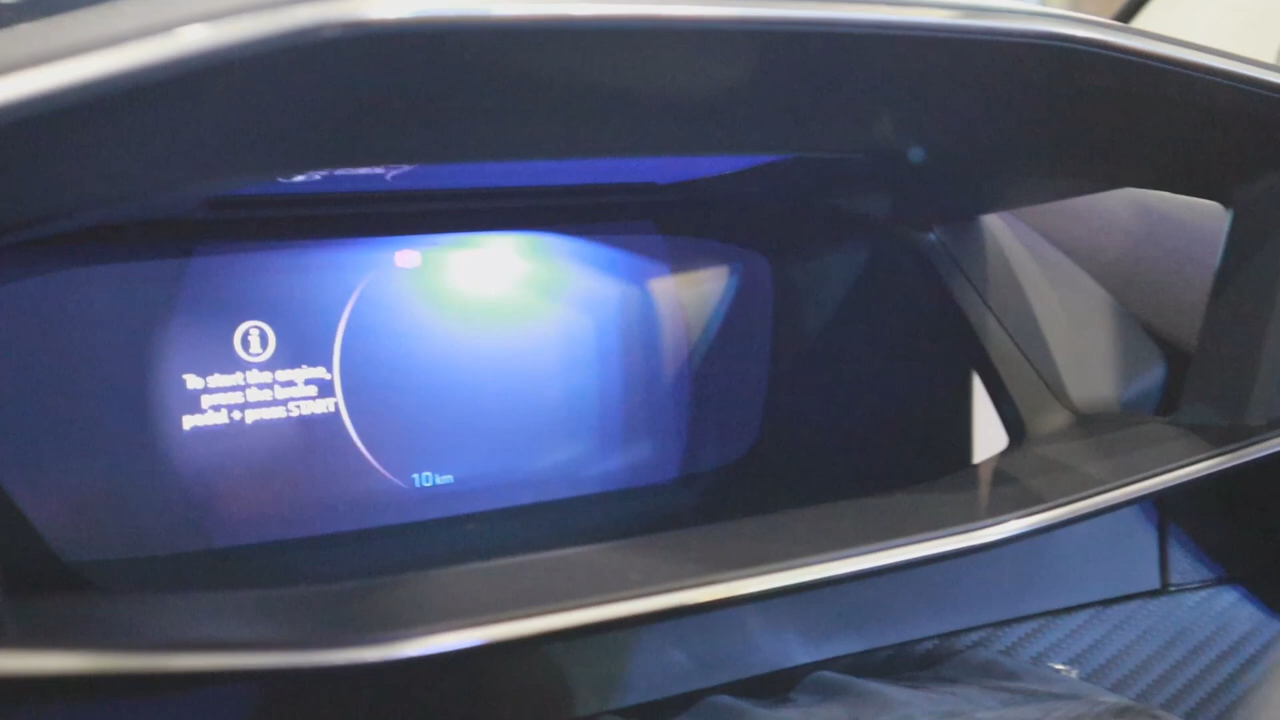 To start the engine,
press the brake
pedal + press START
10 km